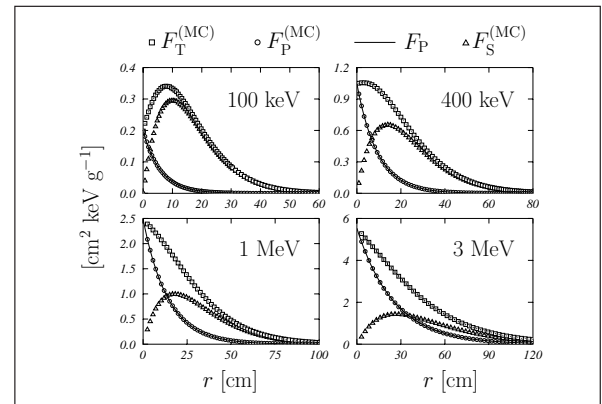 □ F_T^(MC) ○ F_P^(MC) — F_P △ F_S^(MC)
[cm² keV g⁻¹]
0.4
0.3
0.2
0.1
0.0
100 keV
0 10 20 30 40 50 60
1.2
0.9
0.6
0.3
0.0
400 keV
0 20 40 60 80
2.5
2.0
1.5
1.0
0.5
0.0
1 MeV
0 25 50 75 100
r [cm]
6
4
2
0
3 MeV
0 30 60 90 120
r [cm]